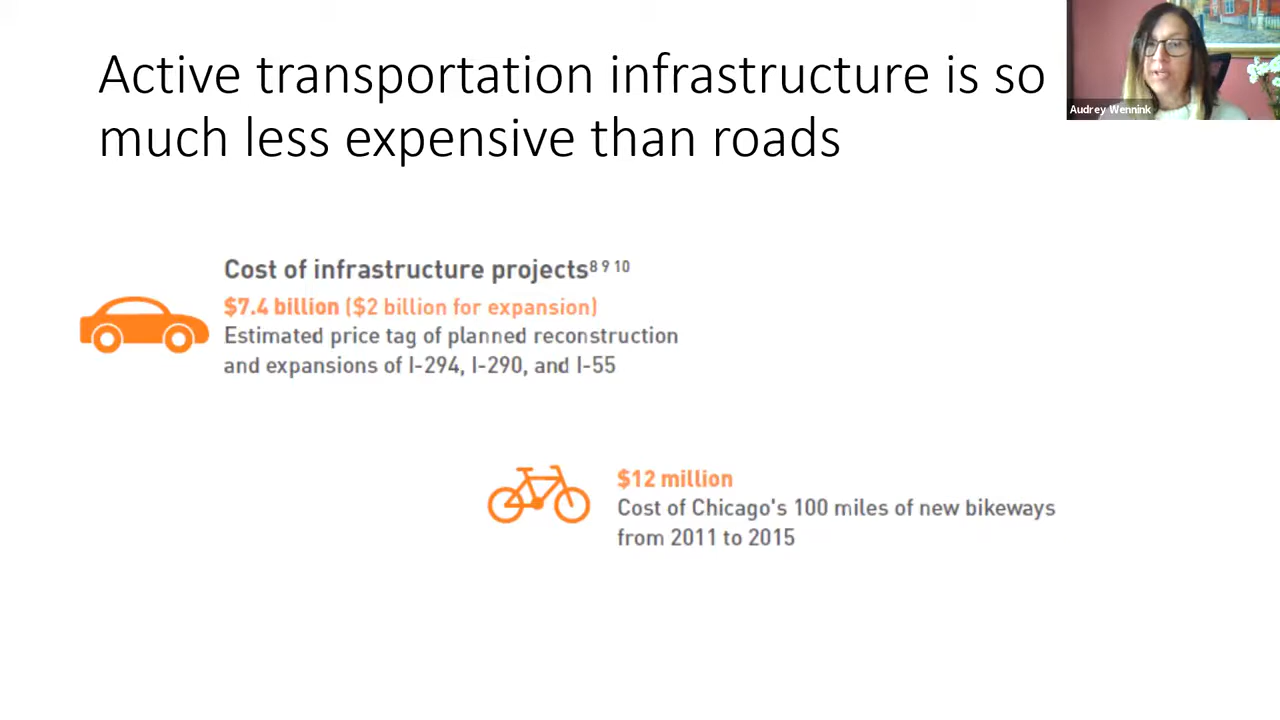 Active transportation infrastructure is so
much less expensive than roads
Audrey Wennink
Cost of infrastructure projects⁸ ⁹ ¹⁰
$7.4 billion ($2 billion for expansion)
Estimated price tag of planned reconstruction
and expansions of I-294, I-290, and I-55
$12 million
Cost of Chicago's 100 miles of new bikeways
from 2011 to 2015